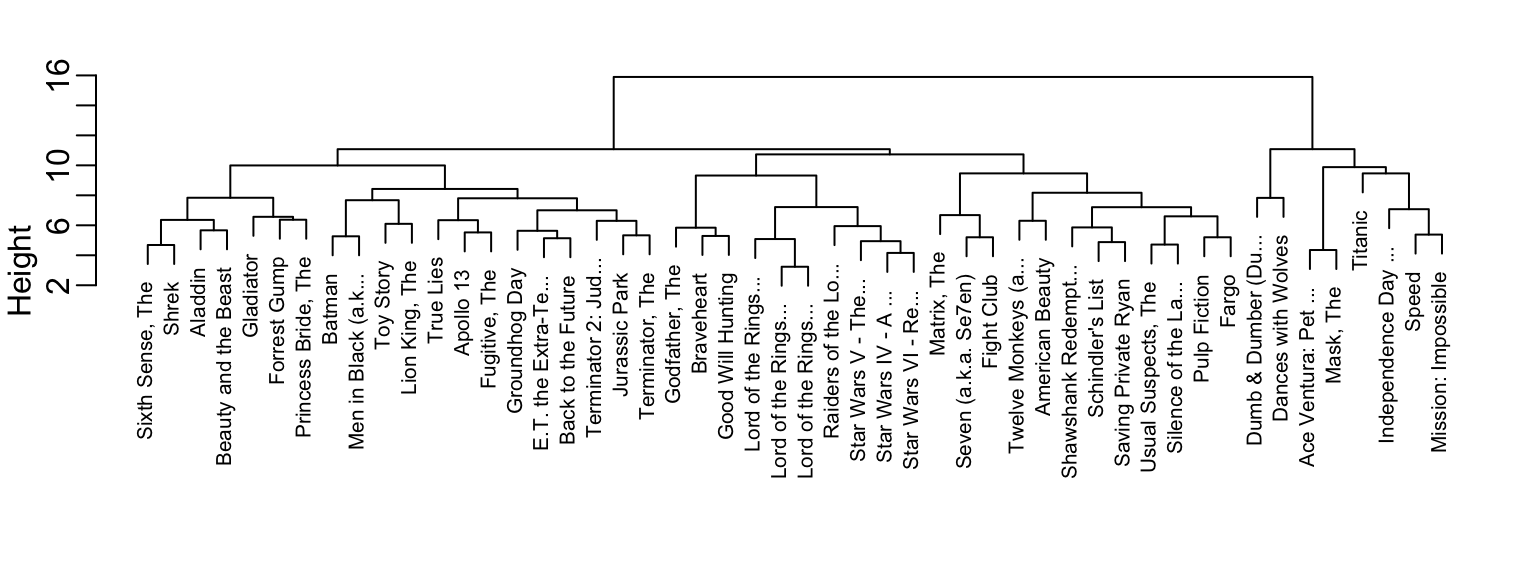 Height
16
10
6
2
Sixth Sense, The
Shrek
Aladdin
Beauty and the Beast
Gladiator
Forrest Gump
Princess Bride, The
Batman
Men in Black (a.k...
Toy Story
Lion King, The
True Lies
Apollo 13
Fugitive, The
Groundhog Day
E.T. the Extra-Te...
Back to the Future
Terminator 2: Jud...
Jurassic Park
Terminator, The
Godfather, The
Braveheart
Good Will Hunting
Lord of the Rings...
Lord of the Rings...
Lord of the Rings...
Raiders of the Lo...
Star Wars V - The...
Star Wars IV - A ...
Star Wars VI - Re...
Matrix, The
Seven (a.k.a. Se7en)
Fight Club
Twelve Monkeys (a...
American Beauty
Shawshank Redempt...
Schindler's List
Saving Private Ryan
Usual Suspects, The
Silence of the La...
Pulp Fiction
Fargo
Dumb & Dumber (Du...
Dances with Wolves
Ace Ventura: Pet ...
Mask, The
Titanic
Independence Day ...
Speed
Mission: Impossible